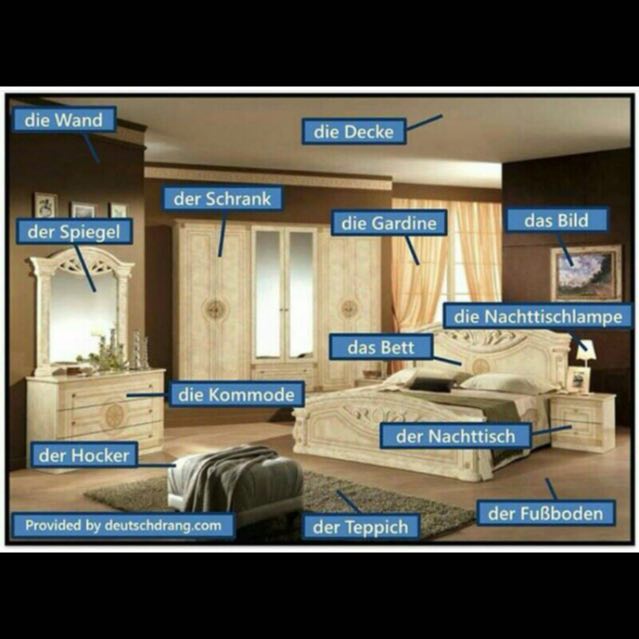 die Wand
die Decke
der Schrank
der Spiegel
die Gardine
das Bild
die Nachttischlampe
das Bett
die Kommode
der Nachttisch
der Hocker
der Fußboden
der Teppich
Provided by deutschdrang.com